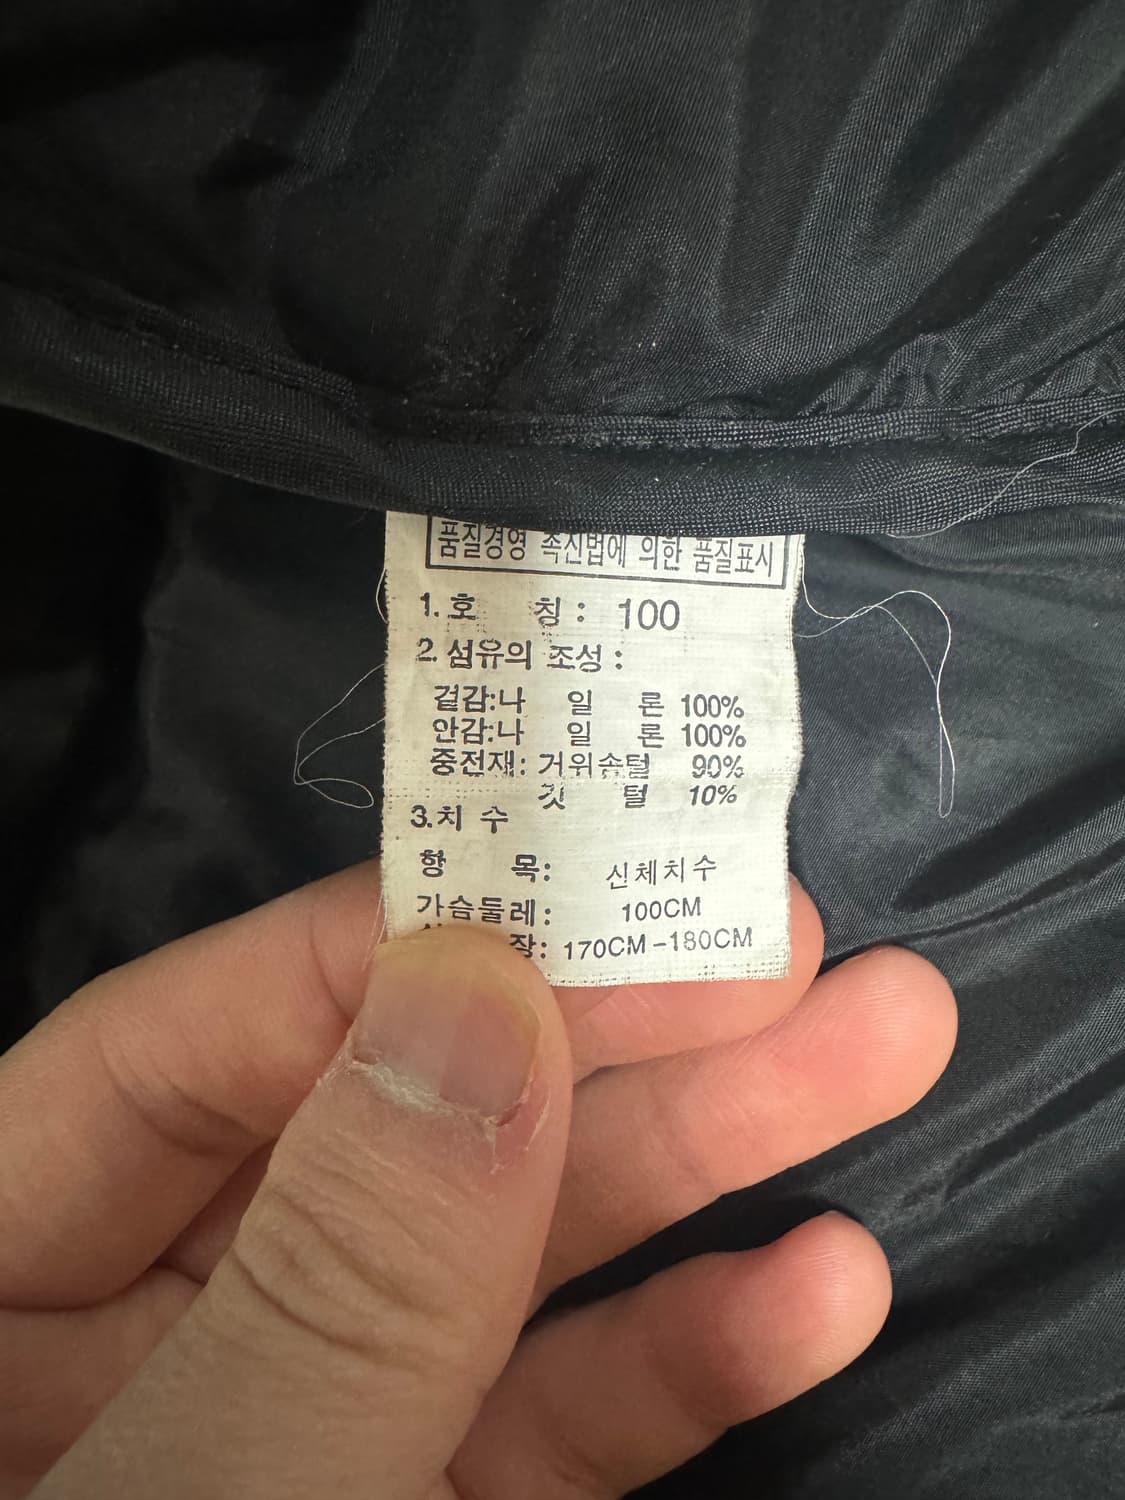 품질경영 촉진법에 의한 품질표시
1. 호 칭 : 100
2. 섬유의 조성 :
겉감:나 일 론 100%
안감:나 일 론 100%
중전재: 거위솜털 90%
깃 털 10%
3.치 수
항 목: 신체치수
가슴둘레: 100CM
장: 170CM-180CM